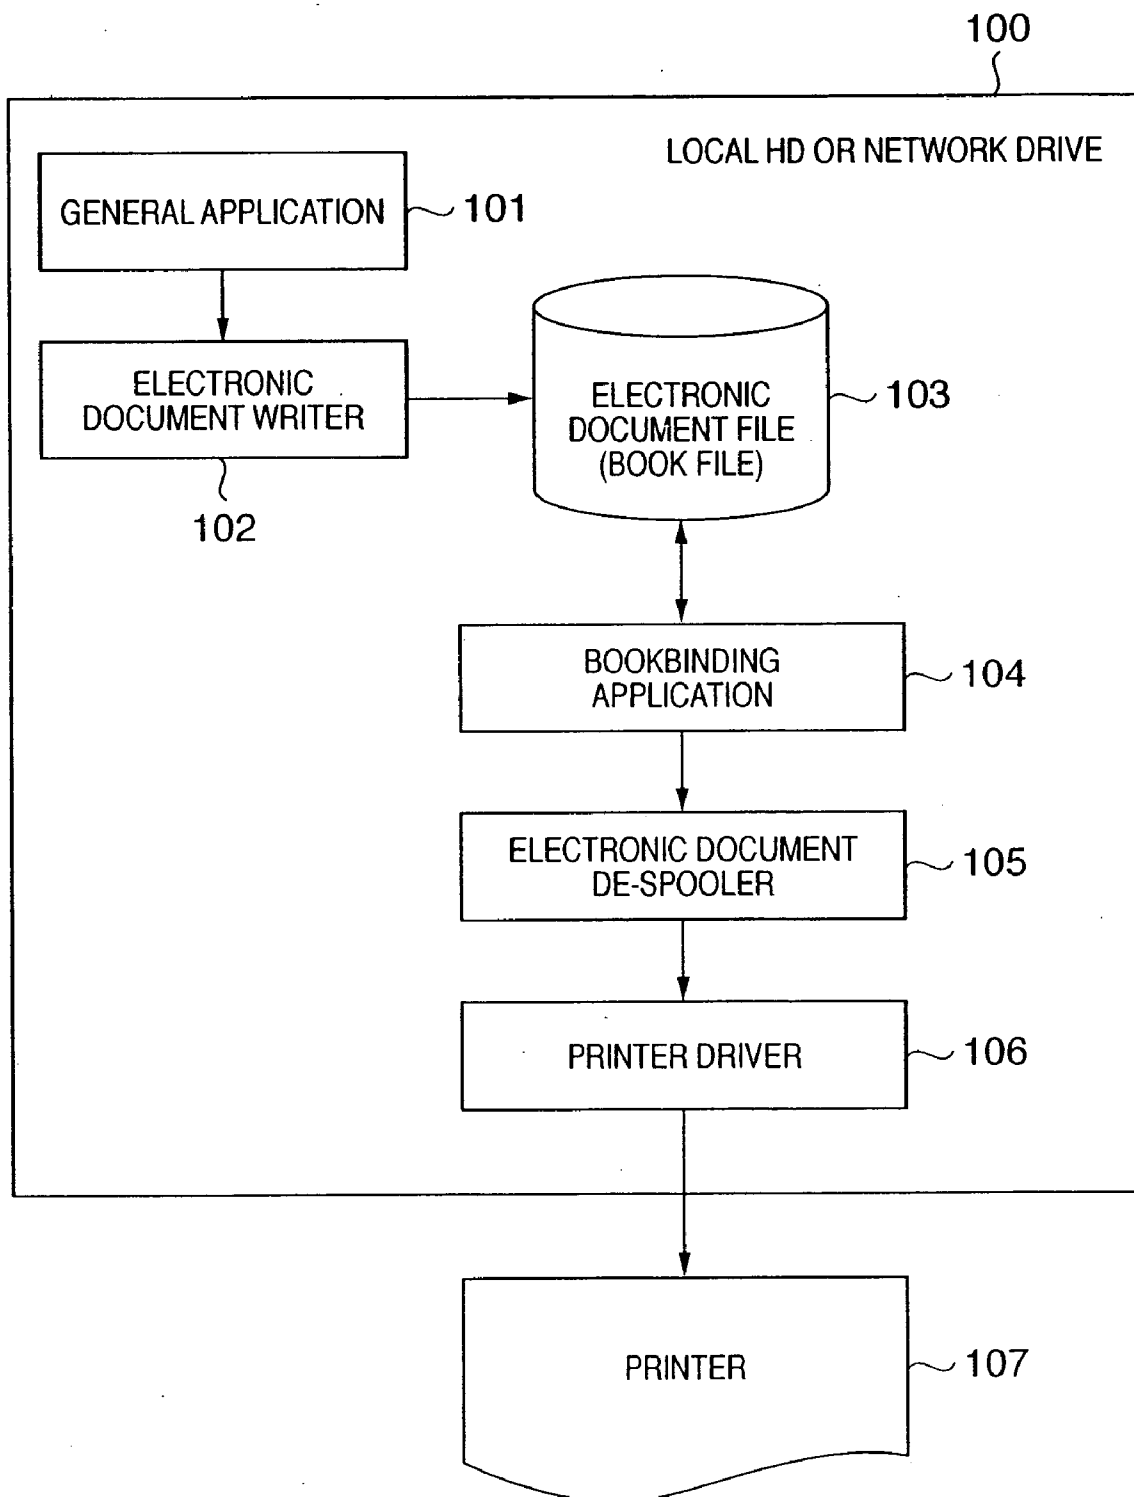 100
LOCAL HD OR NETWORK DRIVE
GENERAL APPLICATION
101
ELECTRONIC
DOCUMENT WRITER
102
ELECTRONIC
DOCUMENT FILE
(BOOK FILE)
103
BOOKBINDING
APPLICATION
104
ELECTRONIC DOCUMENT
DE-SPOOLER
105
PRINTER DRIVER
106
PRINTER
107